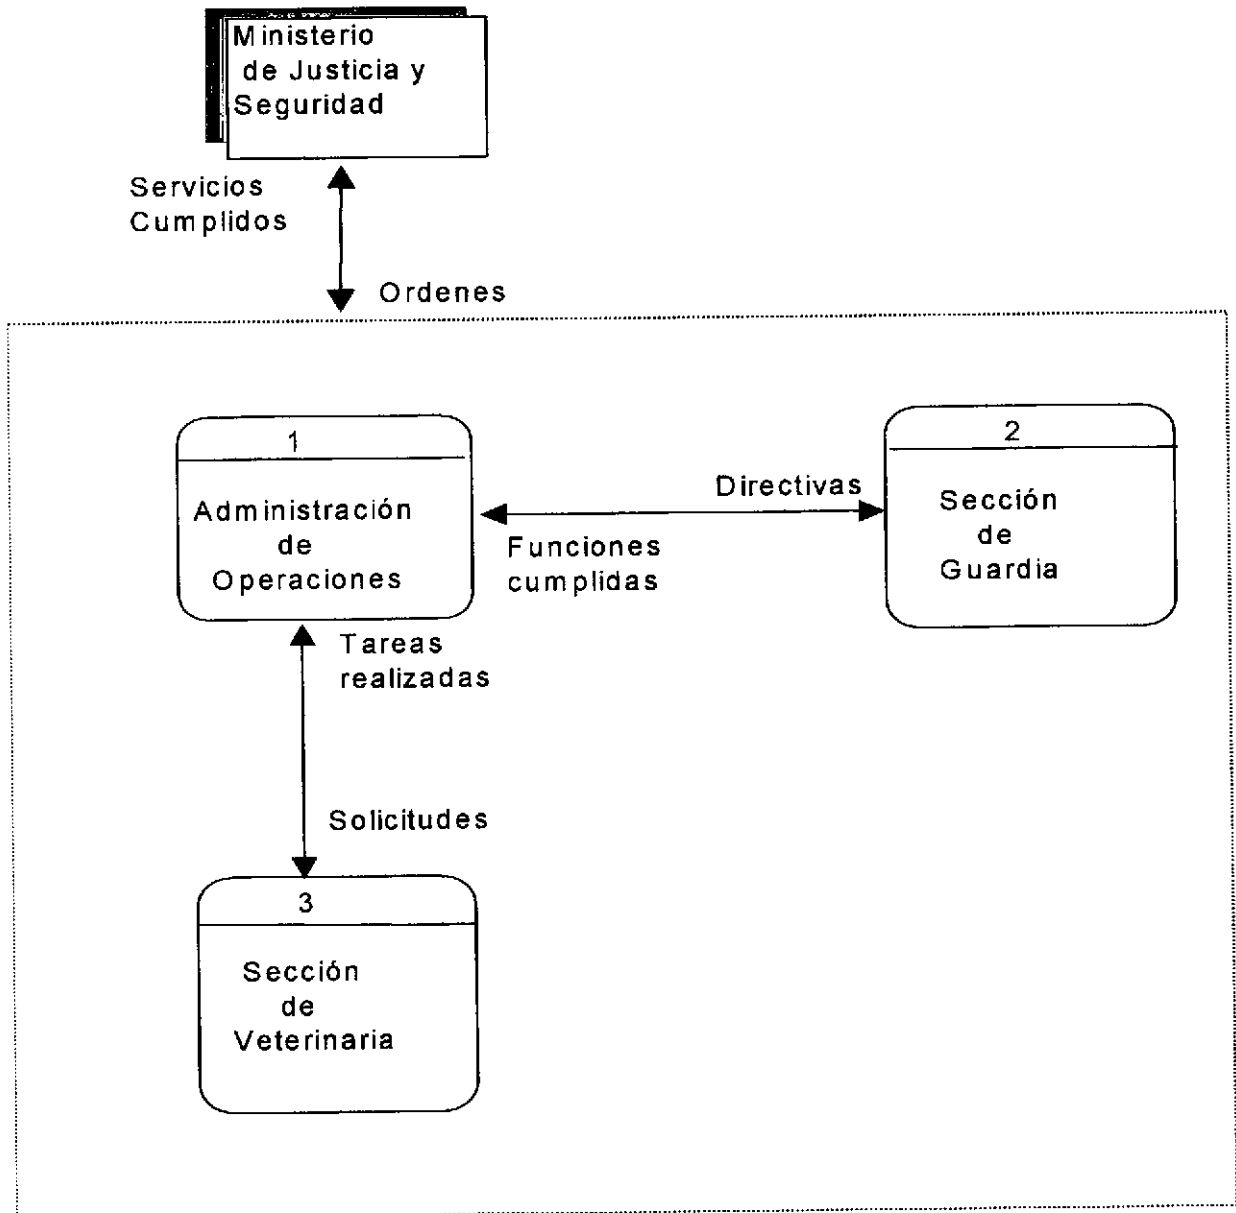 Ministerio
de Justicia y
Seguridad
Servicios
Cumplidos
Ordenes
1
Administración
de
Operaciones
Directivas
Funciones
cumplidas
2
Sección
de
Guardia
Tareas
realizadas
Solicitudes
3
Sección
de
Veterinaria